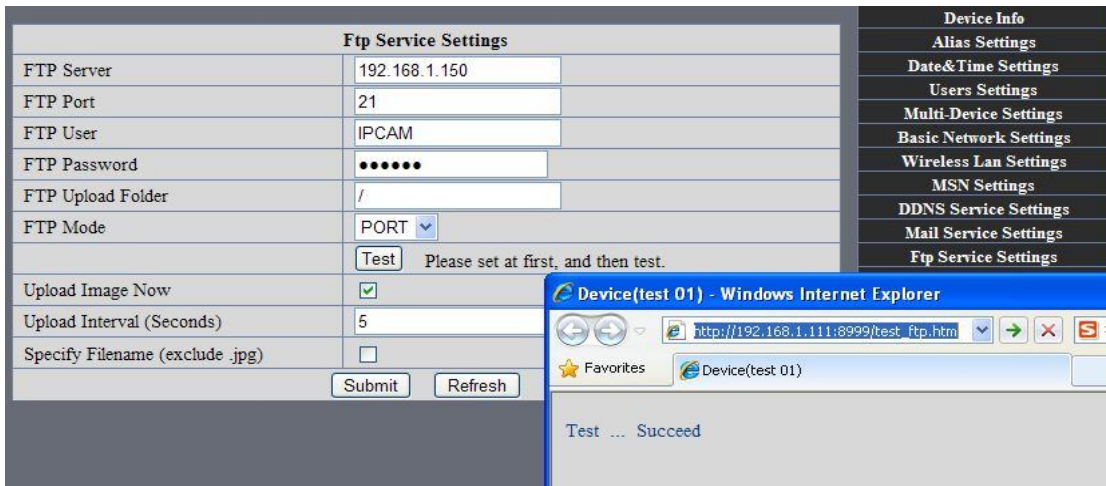 Ftp Service Settings
FTP Server 192.168.1.150
FTP Port 21
FTP User IPCAM
FTP Password ●●●●●●
FTP Upload Folder /
FTP Mode PORT
Test Please set at first, and then test.
Upload Image Now
Upload Interval (Seconds) 5
Specify Filename (exclude .jpg)
Submit Refresh
Device Info
Alias Settings
Date&Time Settings
Users Settings
Multi-Device Settings
Basic Network Settings
Wireless Lan Settings
MSN Settings
DDNS Service Settings
Mail Service Settings
Ftp Service Settings
Device(test 01) - Windows Internet Explorer
http://192.168.1.111:8999/test_ftp.htm
Favorites Device(test 01)
Test ... Succeed